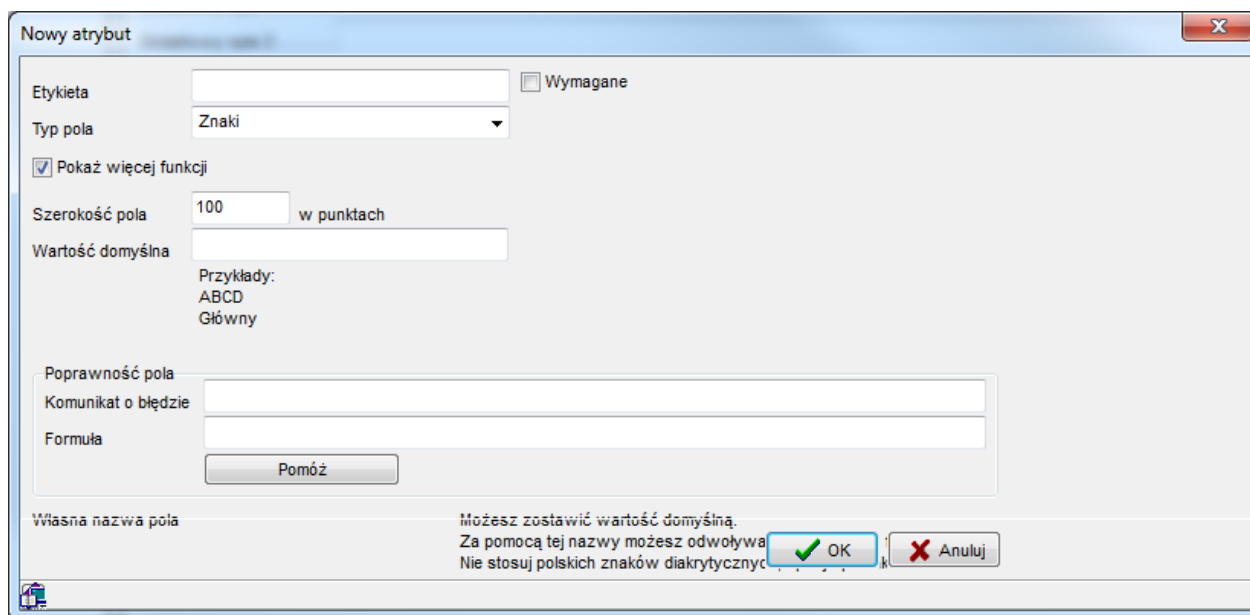 Nowy atrybut
Etykieta
Wymagane
Typ pola Znaki
Pokaż więcej funkcji
Szerokość pola 100 w punktach
Wartość domyślna
Przykłady:
ABCD
Główny
Poprawność pola
Komunikat o błędzie
Formuła
Pomóż
Własna nazwa pola Możesz zostawić wartość domyślną.
Za pomocą tej nazwy możesz odwoływa
OK
Anuluj
Nie stosuj polskich znaków diakrytycznyc